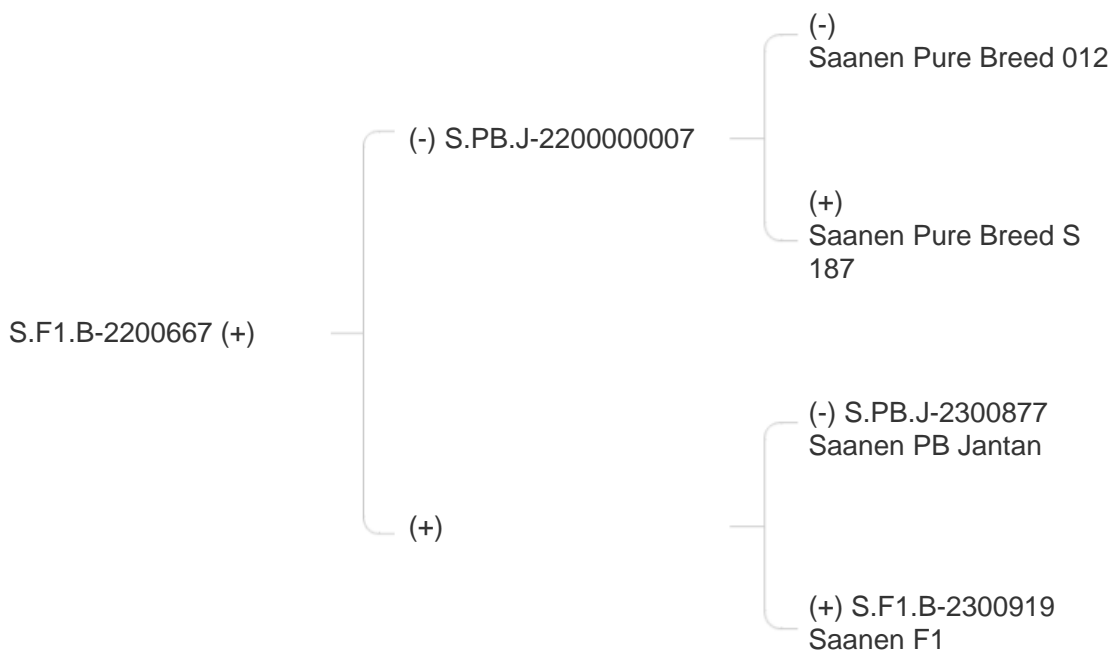 (-)
Saanen Pure Breed 012
(-) S.PB.J-2200000007
(+)
Saanen Pure Breed S
187
S.F1.B-2200667 (+)
(-) S.PB.J-2300877
Saanen PB Jantan
(+)
(+) S.F1.B-2300919
Saanen F1